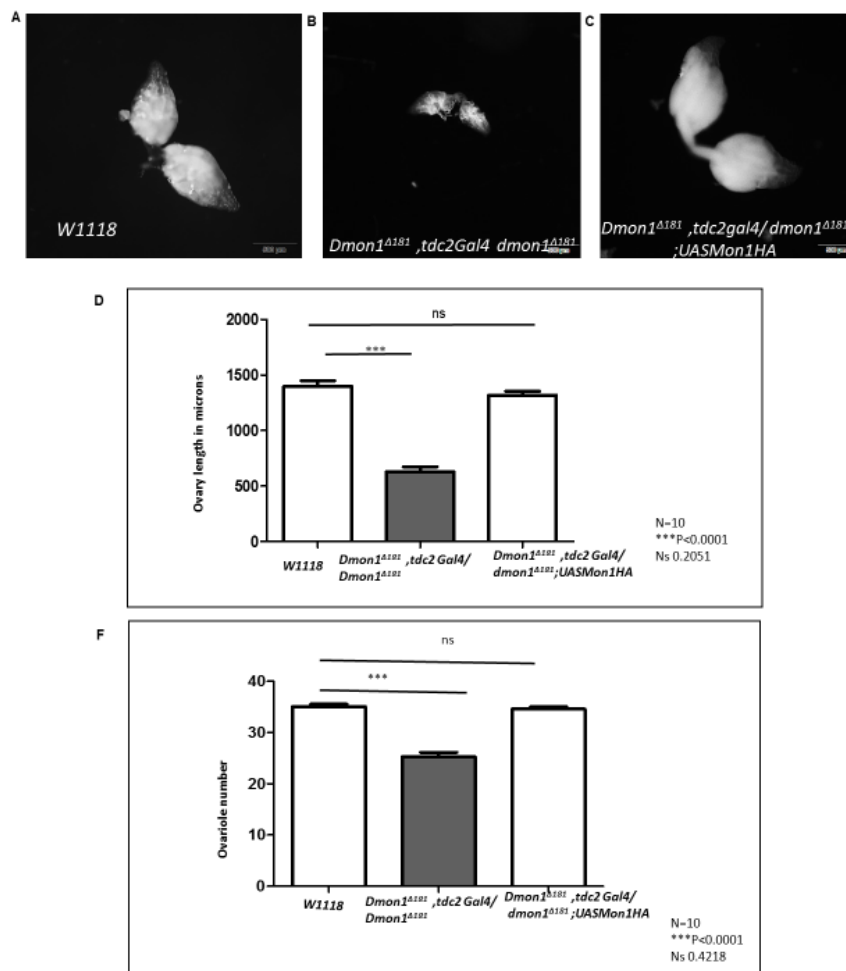 A
B
C
W1118
Dmon1Δ181 ,tdc2Gal4 dmon1Δ181
Dmon1Δ181 ,tdc2gal4/dmon1Δ181
;UASMon1HA
D
ns
***
2000
1500
1000
500
0
Ovary length in microns
W1118
Dmon1Δ181 ,tdc2 Gal4/
Dmon1Δ181
Dmon1Δ181 ,tdc2 Gal4/
dmon1Δ181;UASMon1HA
N=10
***P<0.0001
Ns 0.2051
F
ns
***
40
30
20
10
0
Ovariole number
W1118
Dmon1Δ181 ,tdc2 Gal4/
Dmon1Δ181
Dmon1Δ181 ,tdc2 Gal4/
dmon1Δ181;UASMon1HA
N=10
***P<0.0001
Ns 0.4218